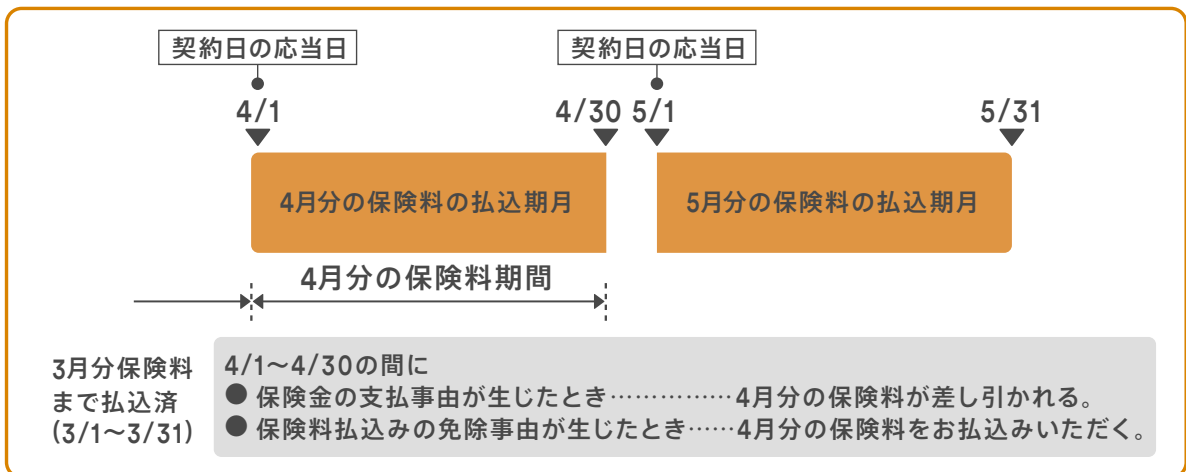 契約日の応当日
契約日の応当日
4/1
4/30
5/1
5/31
4月分の保険料の払込期月
5月分の保険料の払込期月
4月分の保険料期間
3月分保険料
まで払込済
(3/1〜3/31)
4/1〜4/30の間に
● 保険金の支払事由が生じたとき……………4月分の保険料が差し引かれる。
● 保険料払込みの免除事由が生じたとき……4月分の保険料をお払込みいただく。